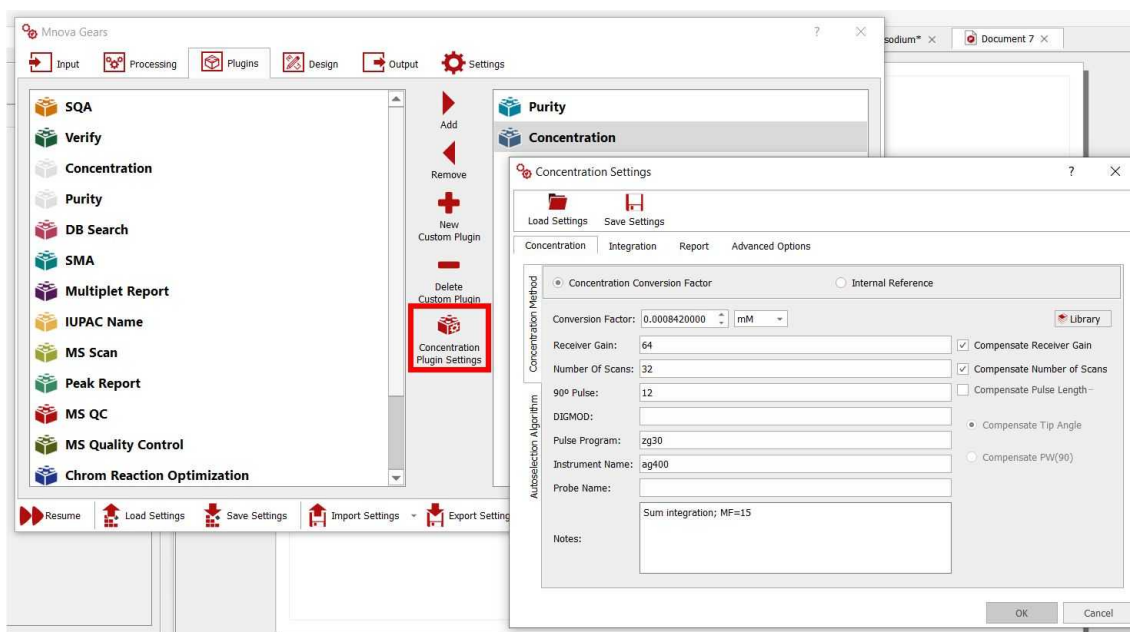 Mnova Gears
?
sodium*
Document 7
Input
Processing
Plugins
Design
Output
Settings
SQA
Verify
Concentration
Purity
DB Search
SMA
Multiplet Report
IUPAC Name
MS Scan
Peak Report
MS QC
MS Quality Control
Chrom Reaction Optimization
Add
Remove
New
Custom Plugin
Delete
Custom Plugin
Concentration
Plugin Settings
Purity
Concentration
Resume
Load Settings
Save Settings
Import Settings
Export Setting
Concentration Settings
?
Load Settings
Save Settings
Concentration
Integration
Report
Advanced Options
Concentration Method
Autoselection Algorithm
Concentration Conversion Factor
Internal Reference
Conversion Factor: 0.0008420000 mM
Library
Receiver Gain: 64
Compensate Receiver Gain
Number Of Scans: 32
Compensate Number of Scans
90º Pulse: 12
Compensate Pulse Length
DIGMOD:
Compensate Tip Angle
Pulse Program: zg30
Compensate PW(90)
Instrument Name: ag400
Probe Name:
Notes:
Sum integration; MF=15
OK
Cancel